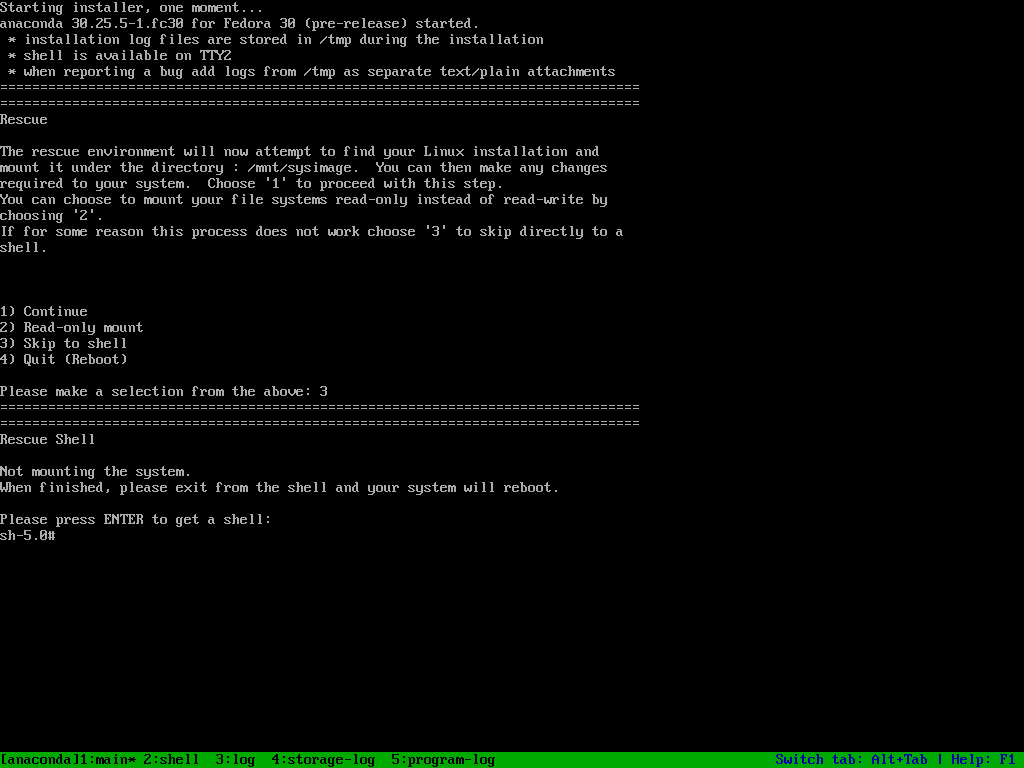 Starting installer, one moment...
anaconda 30.25.5-1.fc30 for Fedora 30 (pre-release) started.
 * installation log files are stored in /tmp during the installation
 * shell is available on TTY2
 * when reporting a bug add logs from /tmp as separate text/plain attachments
================================================================================
================================================================================
Rescue

The rescue environment will now attempt to find your Linux installation and
mount it under the directory : /mnt/sysimage.  You can then make any changes
required to your system.  Choose '1' to proceed with this step.
You can choose to mount your file systems read-only instead of read-write by
choosing '2'.
If for some reason this process does not work choose '3' to skip directly to a
shell.

1) Continue
2) Read-only mount
3) Skip to shell
4) Quit (Reboot)

Please make a selection from the above: 3
================================================================================
================================================================================
Rescue Shell

Not mounting the system.
When finished, please exit from the shell and your system will reboot.

Please press ENTER to get a shell:
sh-5.0#
[anaconda]1:main* 2:shell  3:log  4:storage-log  5:program-log Switch tab: Alt+Tab | Help: F1